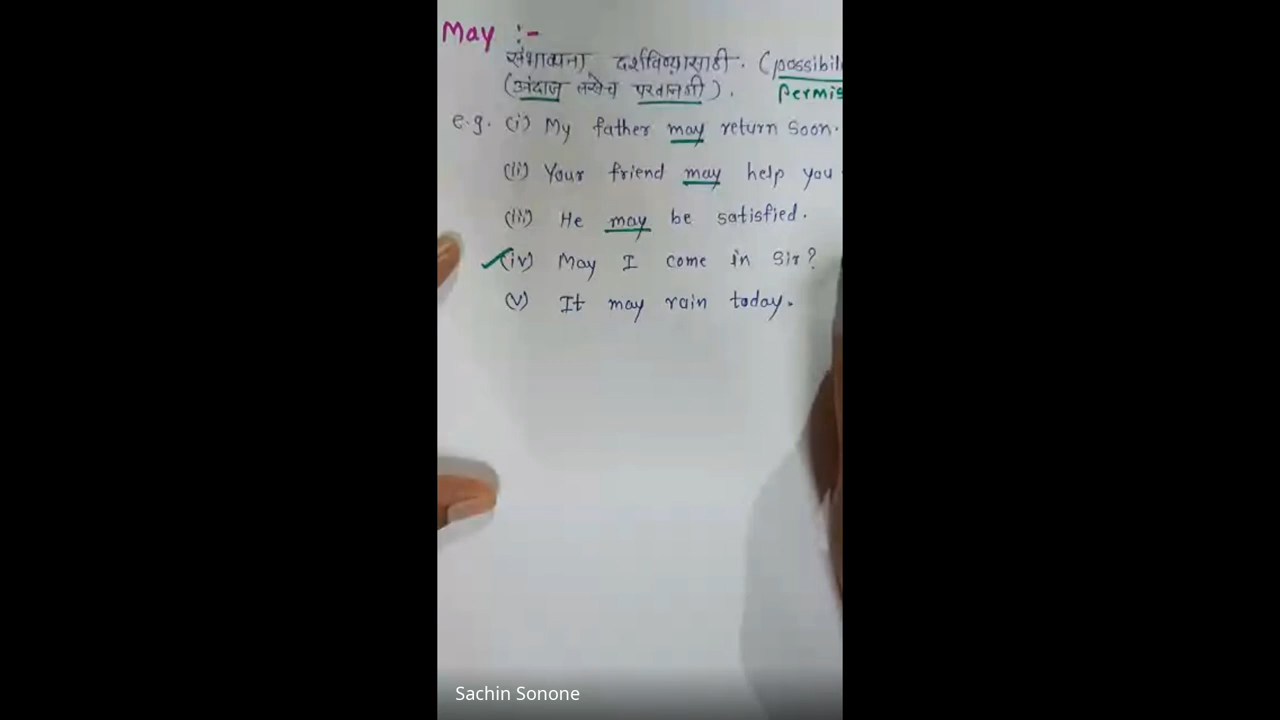 May :-
संभाव्यना दर्शविण्यासाठी. (possibil
(अंदाज तसेच परवानगी). Permis
e.g. (i) My father may return soon.
(ii) Your friend may help you
(iii) He may be satisfied.
(iv) May I come in Sir?
(v) It may rain today.
Sachin Sonone